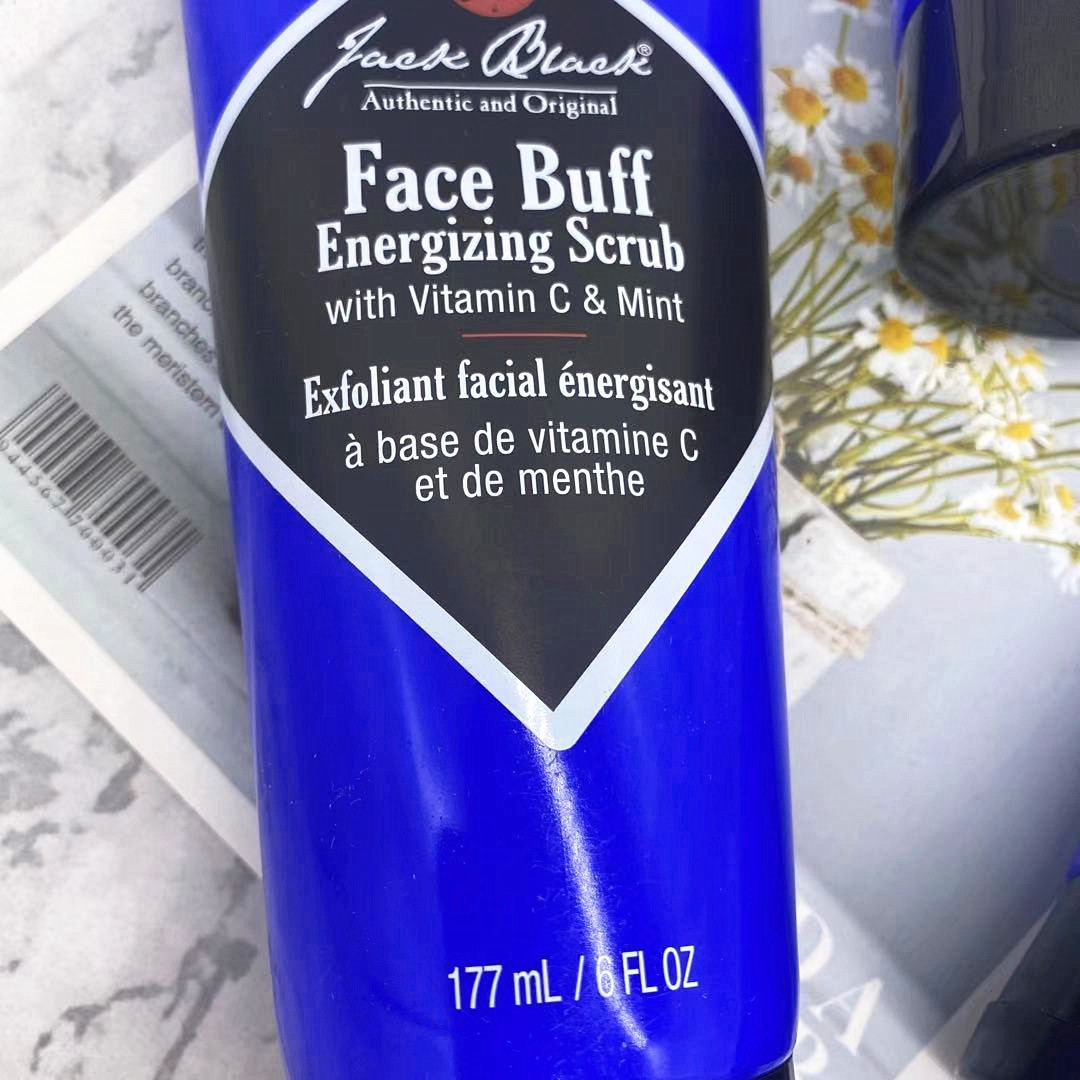 Jack Black®
Authentic and Original
Face Buff
Energizing Scrub
with Vitamin C & Mint
Exfoliant facial énergisant
à base de vitamine C
et de menthe
177 mL / 6 FL OZ
branches
the meristem